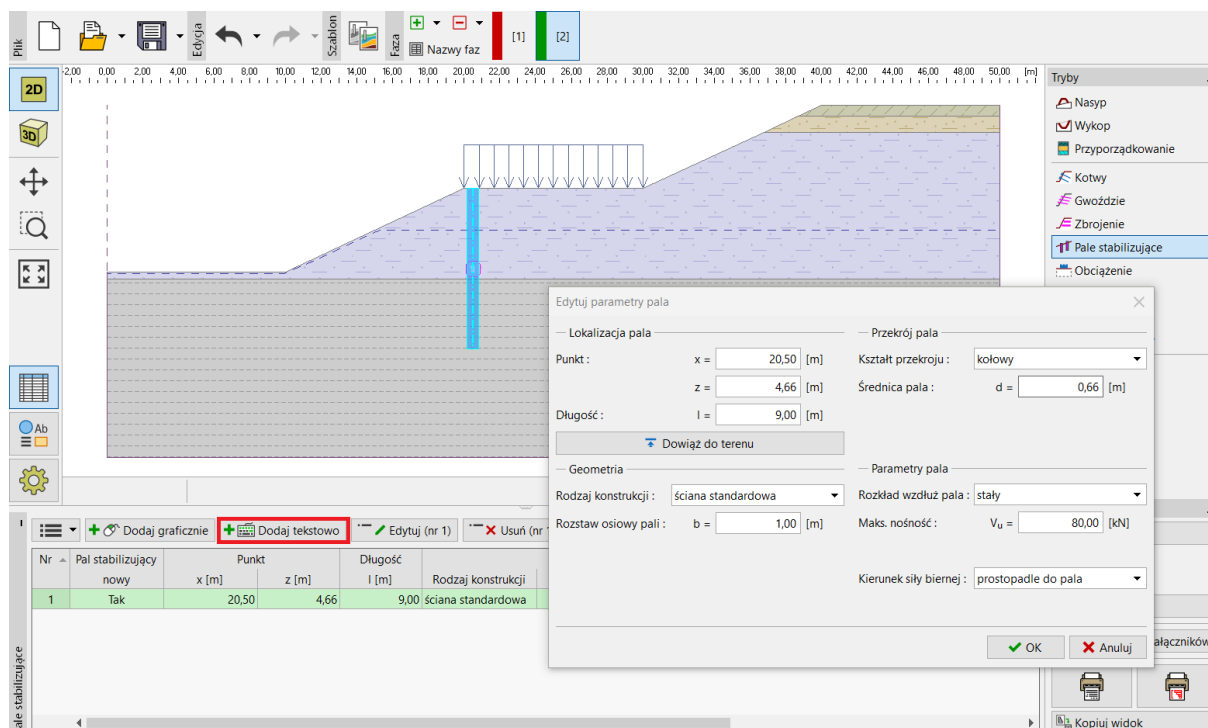 Plik
Edycja
Szablon
Faza
Nazwy faz
[1]
[2]
2D
3D
-2,00 0,00 2,00 4,00 6,00 8,00 10,00 12,00 14,00 16,00 18,00 20,00 22,00 24,00 26,00 28,00 30,00 32,00 34,00 36,00 38,00 40,00 42,00 44,00 46,00 48,00 50,00 [m]
Tryby
Nasyp
Wykop
Przyporządkowanie
Kotwy
Gwoździe
Zbrojenie
Pale stabilizujące
Obciążenie
Ab
Edytuj parametry pala
Lokalizacja pala
Punkt : x = 20,50 [m]
z = 4,66 [m]
Długość : l = 9,00 [m]
Dowiąż do terenu
Przekrój pala
Kształt przekroju : kołowy
Średnica pala : d = 0,66 [m]
Geometria
Rodzaj konstrukcji : ściana standardowa
Rozstaw osiowy pali : b = 1,00 [m]
Parametry pala
Rozkład wzdłuż pala : stały
Maks. nośność : Vu = 80,00 [kN]
Kierunek siły biernej : prostopadle do pala
OK Anuluj
Dodaj graficznie Dodaj tekstowo Edytuj (nr 1) Usuń (nr
Nr Pal stabilizujący Punkt Długość
nowy x [m] z [m] l [m] Rodzaj konstrukcji
1 Tak 20,50 4,66 9,00 ściana standardowa
ale stabilizujące
ałączników
Kopiuj widok